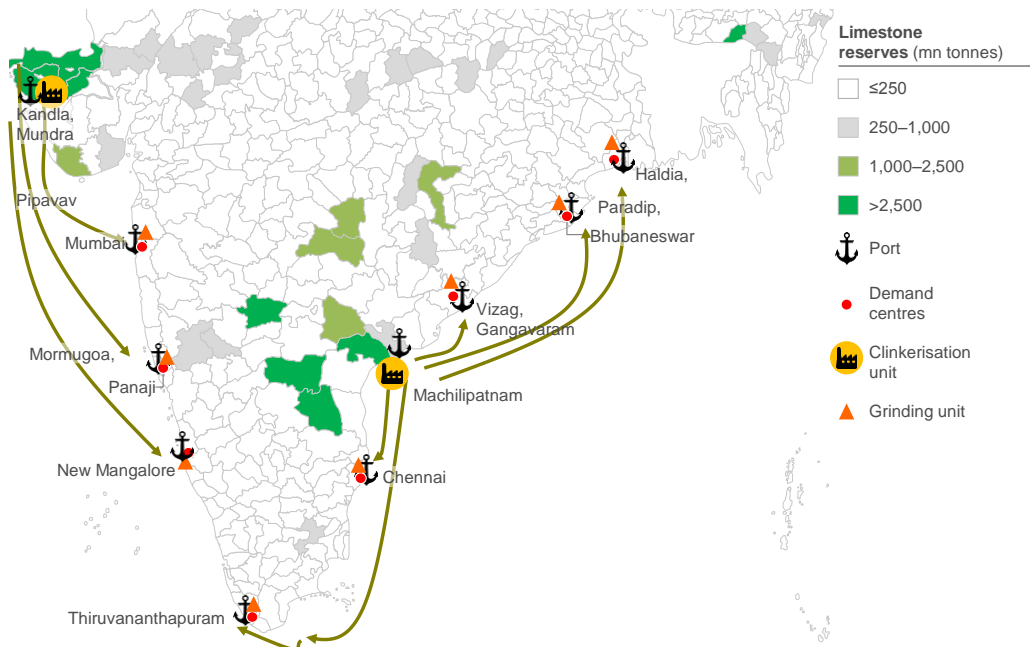 Limestone
reserves (mn tonnes)
≤250
250–1,000
1,000–2,500
>2,500
Port
Demand
centres
Clinkerisation
unit
Grinding unit
Kandla,
Mundra
Pipavav
Mumbai
Mormugoa,
Panaji
New Mangalore
Thiruvananthapuram
Chennai
Machilipatnam
Vizag,
Gangavaram
Paradip,
Bhubaneswar
Haldia,